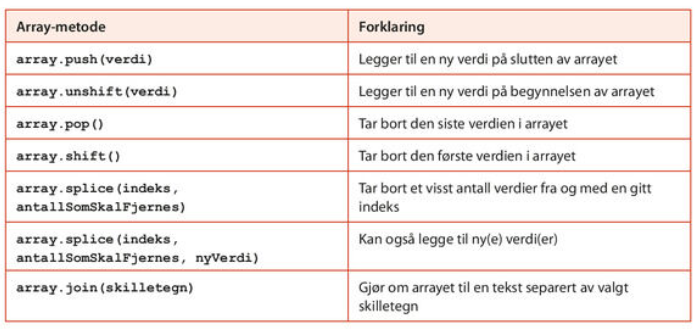 Array-metode Forklaring
array.push(verdi) Legger til en ny verdi på slutten av arrayet
array.unshift(verdi) Legger til en ny verdi på begynnelsen av arrayet
array.pop() Tar bort den siste verdien i arrayet
array.shift() Tar bort den første verdien i arrayet
array.splice(indeks,
antallSomSkalFjernes)
Tar bort et visst antall verdier fra og med en gitt
indeks
array.splice(indeks,
antallSomSkalFjernes, nyVerdi)
Kan også legge til ny(e) verdi(er)
array.join(skilletegn)
Gjør om arrayet til en tekst separert av valgt
skilletegn